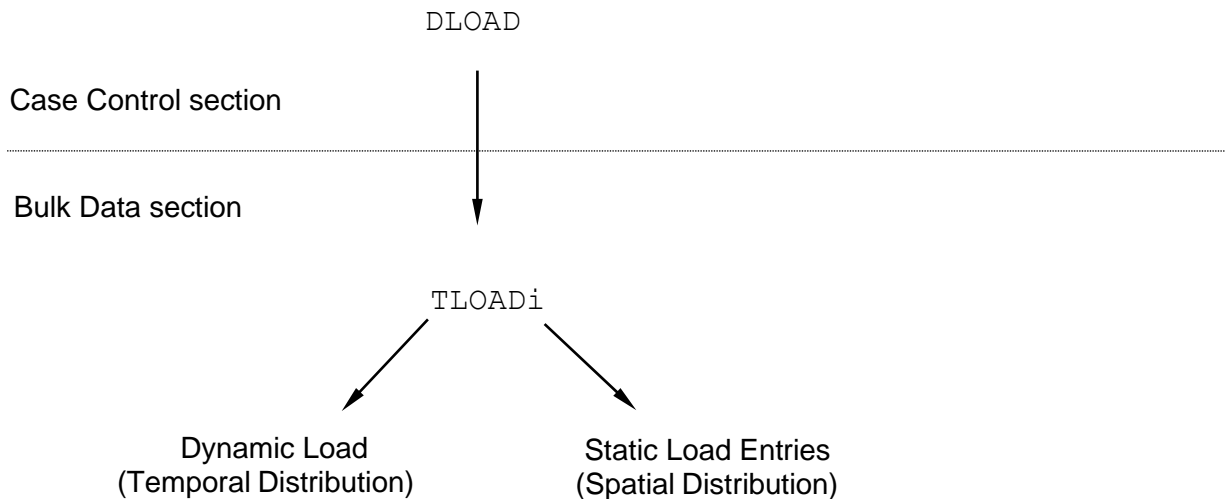 DLOAD
Case Control section
Bulk Data section
TLOADi
Dynamic Load
(Temporal Distribution)
Static Load Entries
(Spatial Distribution)